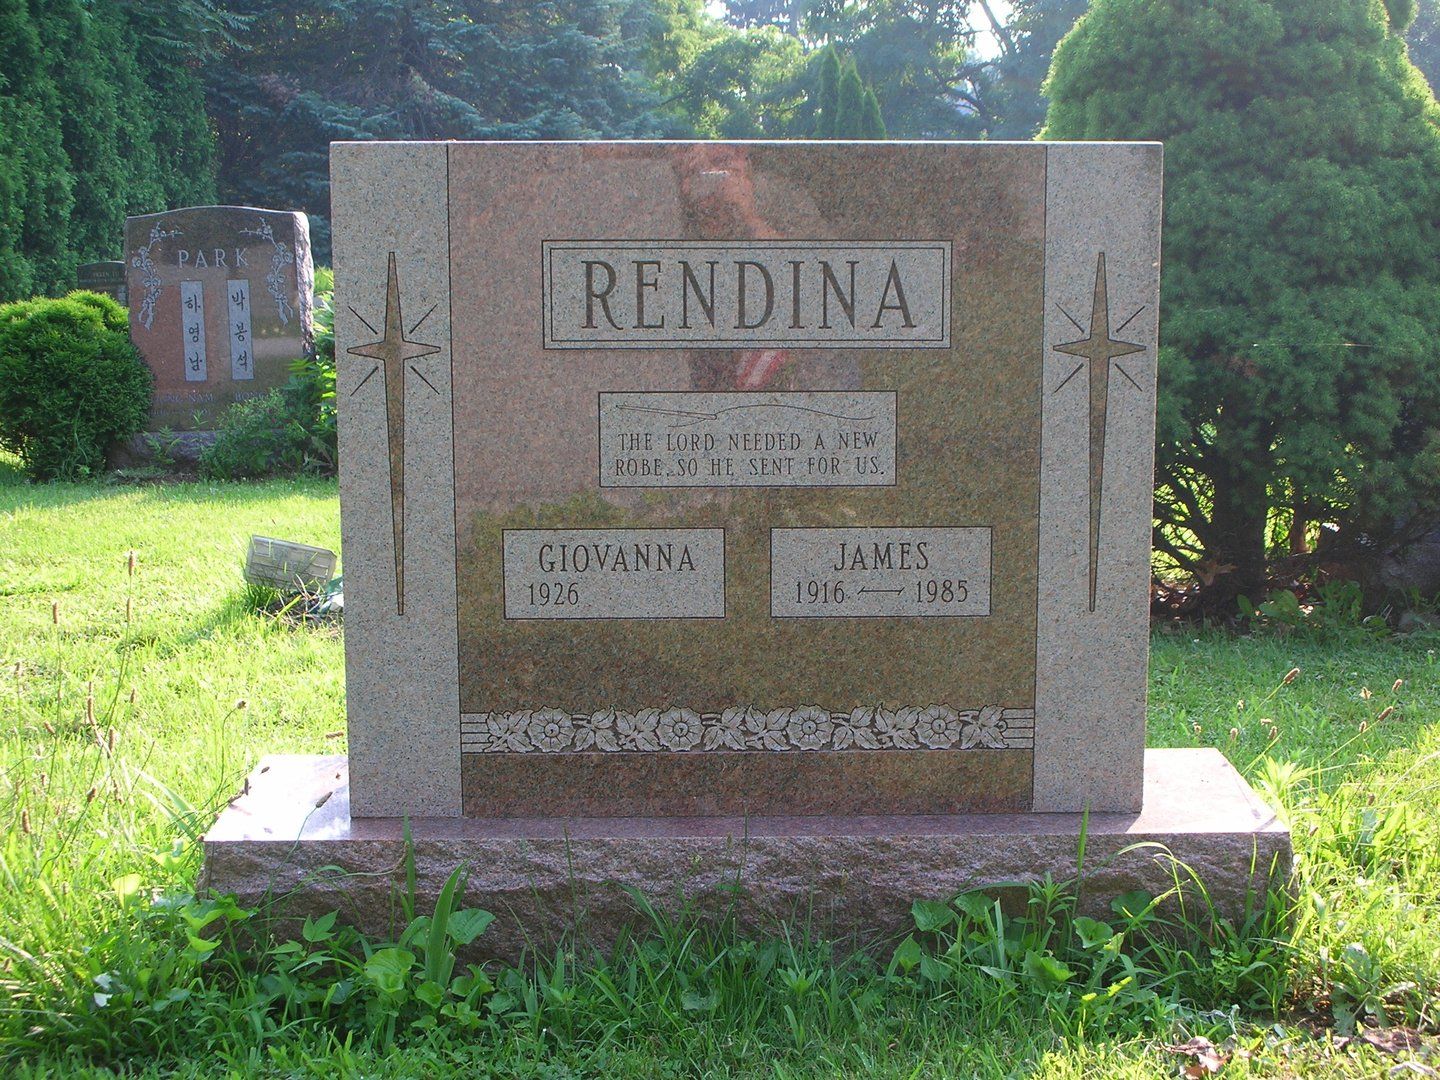 RENDINA
THE LORD NEEDED A NEW
ROBE, SO HE SENT FOR US.
GIOVANNA
1926
JAMES
1916 — 1985
PARK
하영남
박봉석
NAM